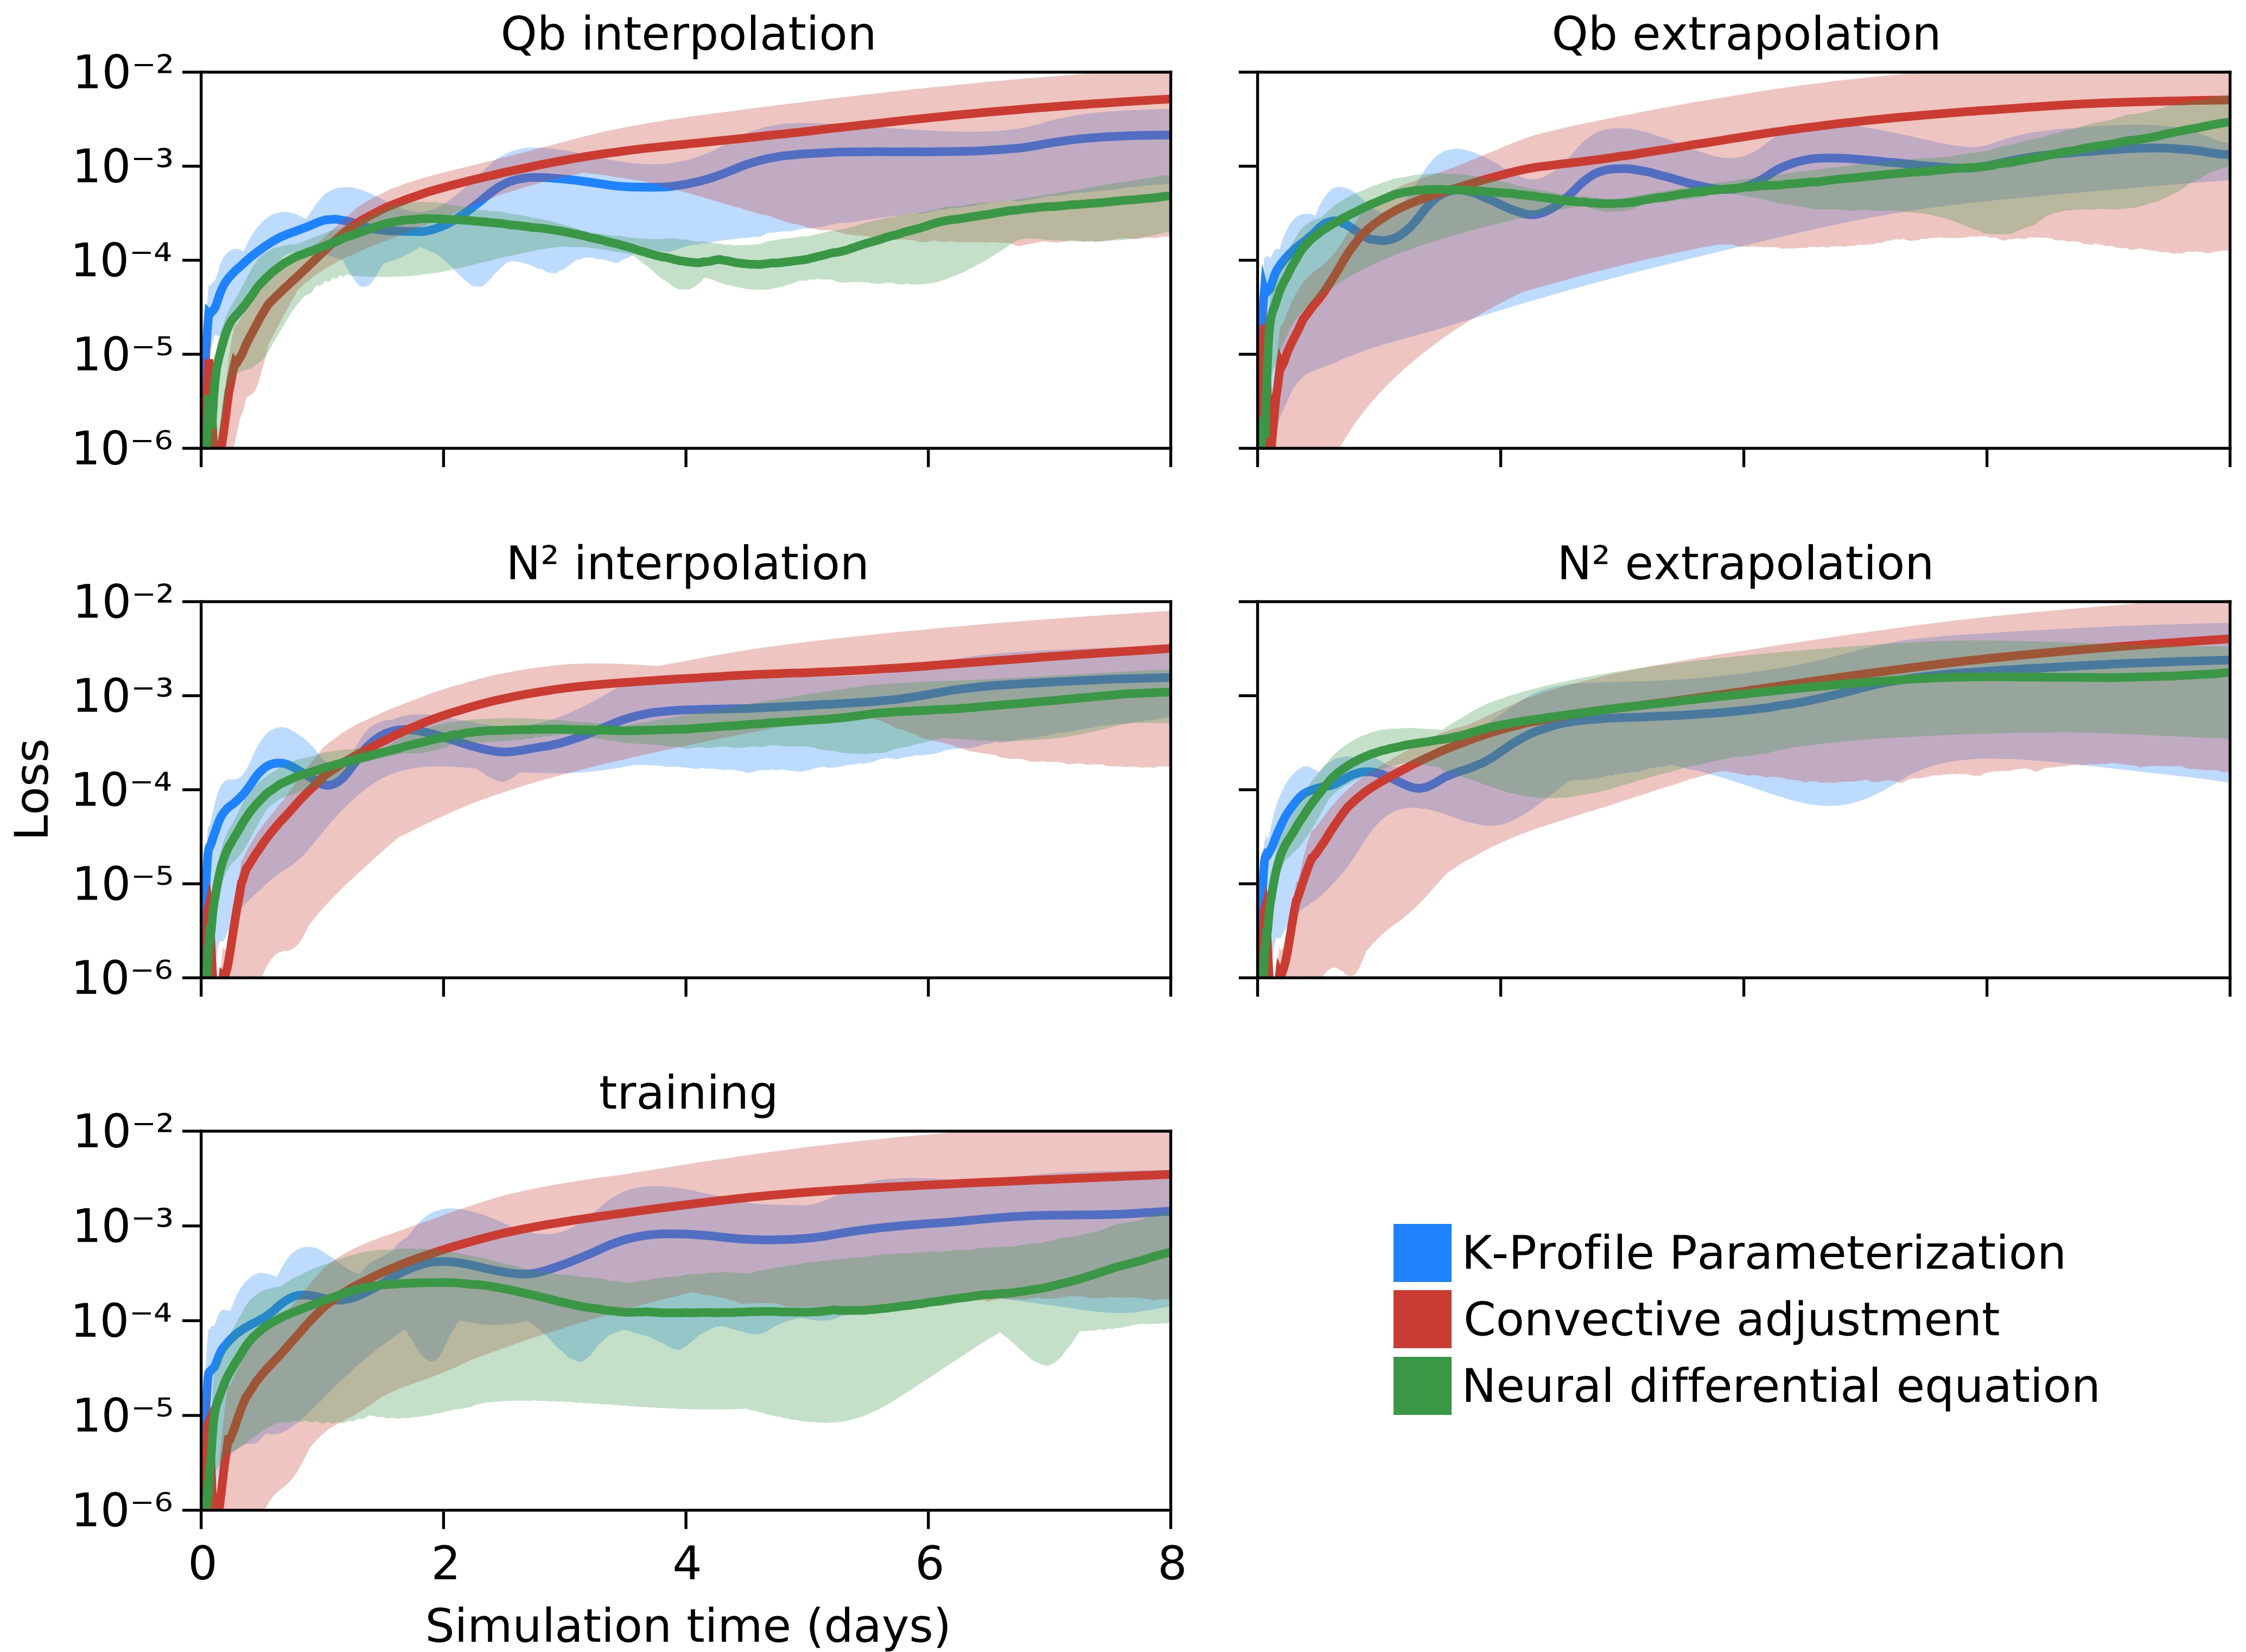 Qb interpolation
Qb extrapolation
10⁻²
10⁻³
10⁻⁴
10⁻⁵
10⁻⁶
N² interpolation
N² extrapolation
10⁻²
10⁻³
10⁻⁴
10⁻⁵
10⁻⁶
Loss
training
10⁻²
10⁻³
10⁻⁴
10⁻⁵
10⁻⁶
0 2 4 6 8
Simulation time (days)
K-Profile Parameterization
Convective adjustment
Neural differential equation